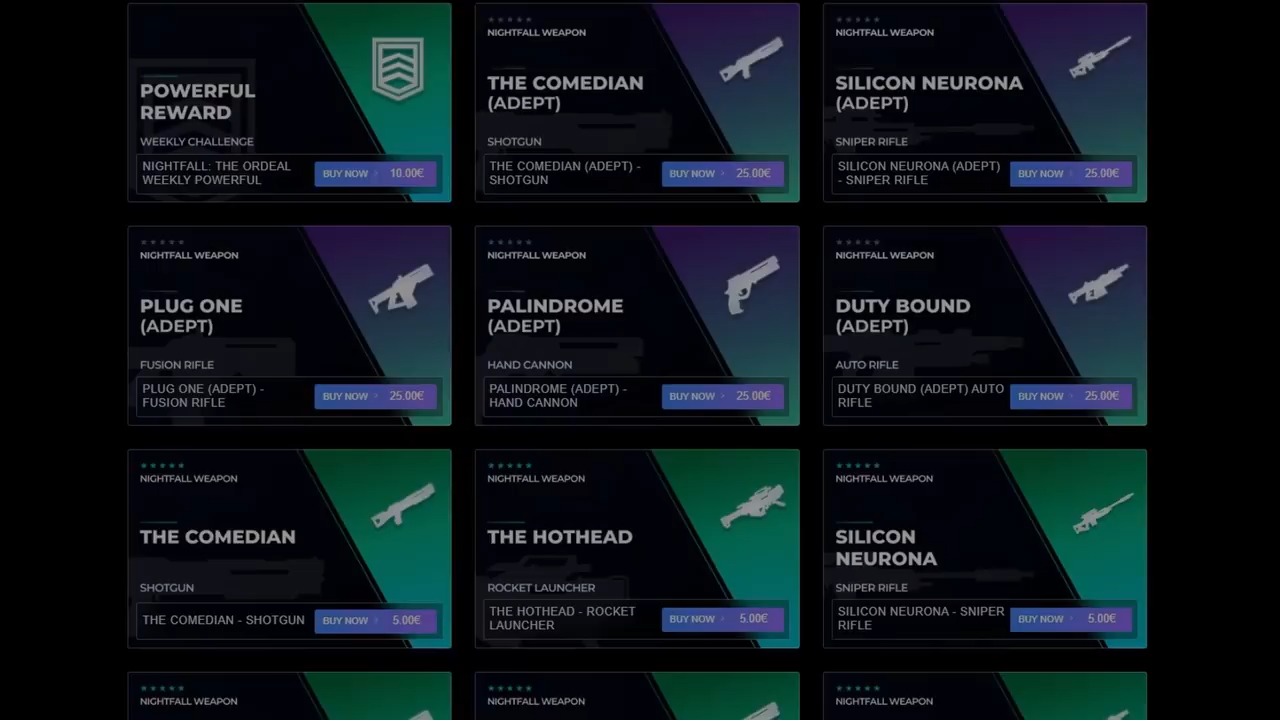 POWERFUL
REWARD
WEEKLY CHALLENGE
NIGHTFALL: THE ORDEAL
WEEKLY POWERFUL
BUY NOW
10.00€
NIGHTFALL WEAPON
THE COMEDIAN
(ADEPT)
SHOTGUN
THE COMEDIAN (ADEPT) -
SHOTGUN
BUY NOW
25.00€
NIGHTFALL WEAPON
SILICON NEURONA
(ADEPT)
SNIPER RIFLE
SILICON NEURONA (ADEPT)
- SNIPER RIFLE
BUY NOW
25.00€
NIGHTFALL WEAPON
PLUG ONE
(ADEPT)
FUSION RIFLE
PLUG ONE (ADEPT) -
FUSION RIFLE
BUY NOW
25.00€
NIGHTFALL WEAPON
PALINDROME
(ADEPT)
HAND CANNON
PALINDROME (ADEPT) -
HAND CANNON
BUY NOW
25.00€
NIGHTFALL WEAPON
DUTY BOUND
(ADEPT)
AUTO RIFLE
DUTY BOUND (ADEPT) AUTO
RIFLE
BUY NOW
25.00€
NIGHTFALL WEAPON
THE COMEDIAN
SHOTGUN
THE COMEDIAN - SHOTGUN
BUY NOW
5.00€
NIGHTFALL WEAPON
THE HOTHEAD
ROCKET LAUNCHER
THE HOTHEAD - ROCKET
LAUNCHER
BUY NOW
5.00€
NIGHTFALL WEAPON
SILICON
NEURONA
SNIPER RIFLE
SILICON NEURONA - SNIPER
RIFLE
BUY NOW
5.00€
NIGHTFALL WEAPON
NIGHTFALL WEAPON
NIGHTFALL WEAPON